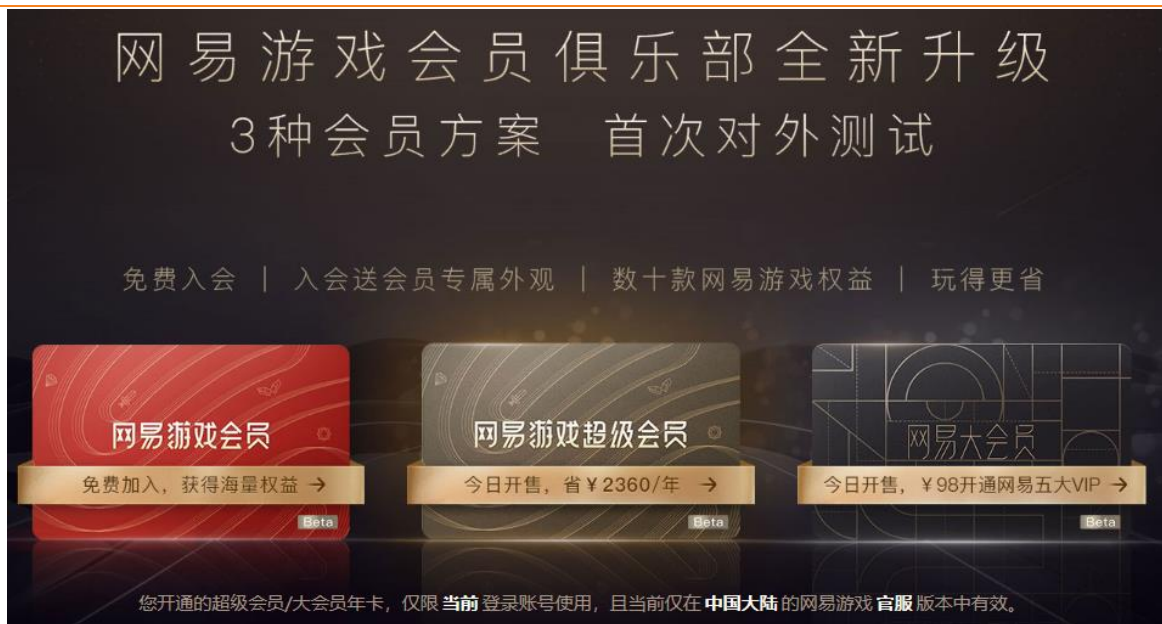 网易游戏会员俱乐部全新升级
3种会员方案 首次对外测试
免费入会 | 入会送会员专属外观 | 数十款网易游戏权益 | 玩得更省
网易游戏会员
免费加入，获得海量权益 →
Beta
网易游戏超级会员
今日开售，省¥2360/年 →
Beta
网易大会员
今日开售，¥98开通网易五大VIP →
Beta
您开通的超级会员/大会员年卡，仅限 当前 登录账号使用，且当前仅在 中国大陆 的网易游戏 官服 版本中有效。